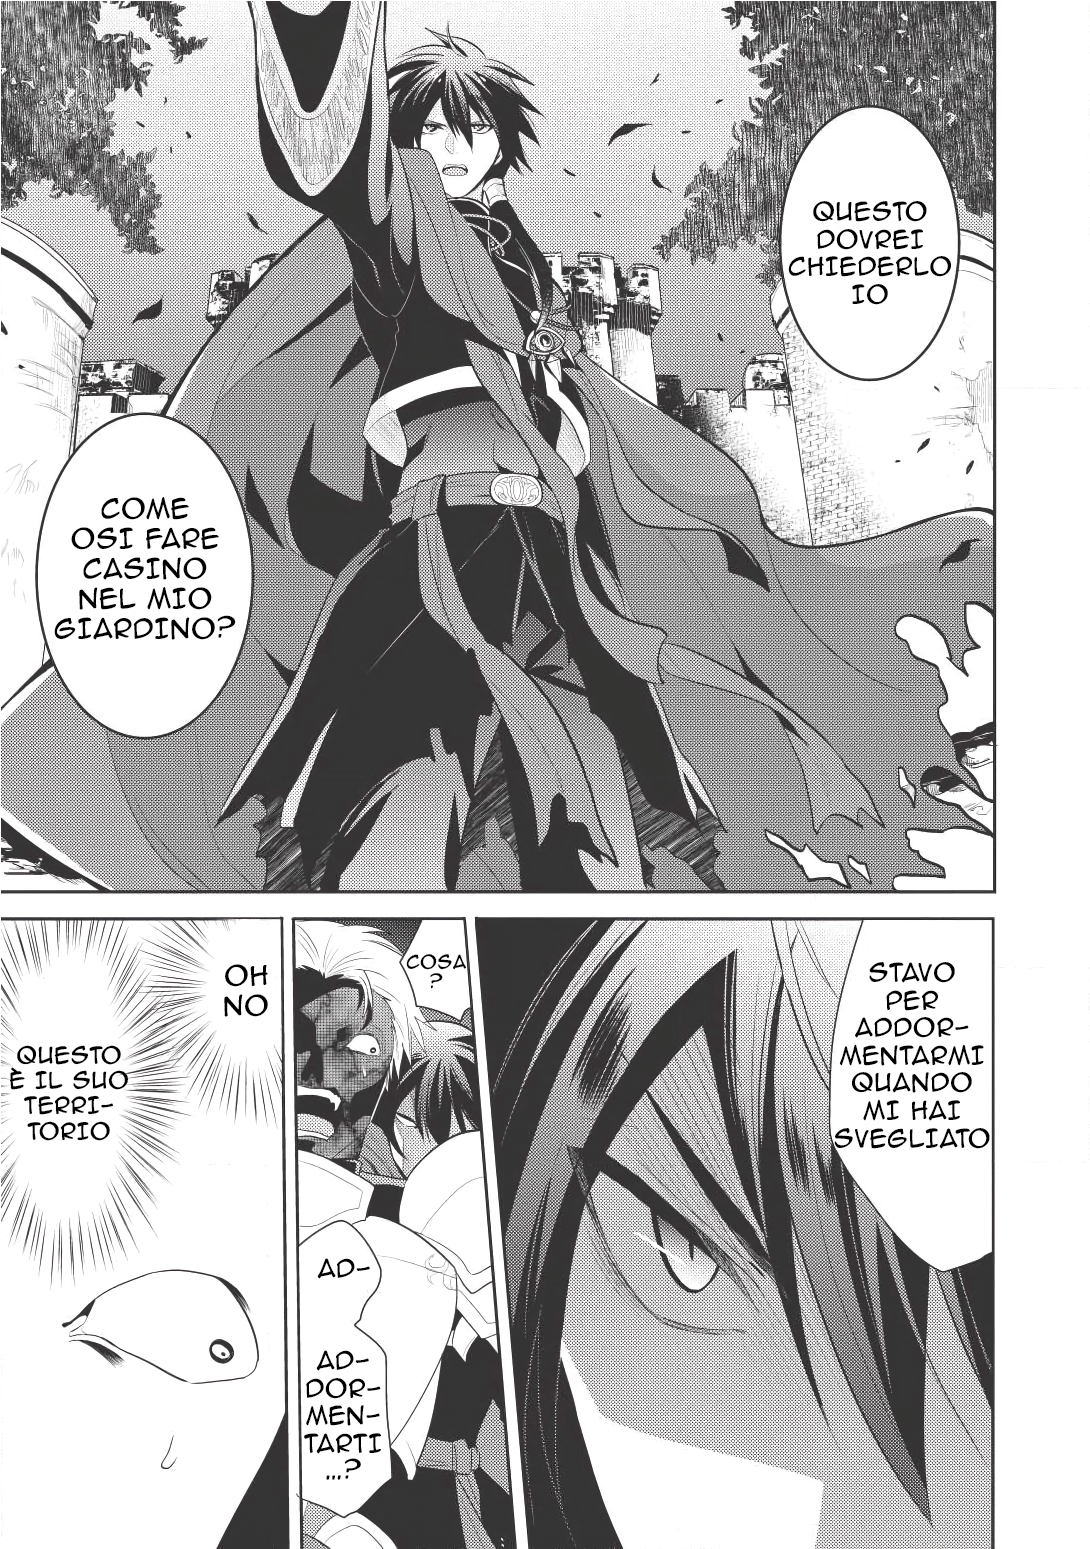 QUESTO
DOVREI
CHIEDERLO
IO
COME
OSI FARE
CASINO
NEL MIO
GIARDINO?
STAVO
PER
ADDOR-
MENTARMI
QUANDO
MI HAI
SVEGLIATO
COSA
?
AD-
AD-
DOR-
MEN-
TARTI
...?
OH
NO
QUESTO
È IL SUO
TERRI-
TORIO